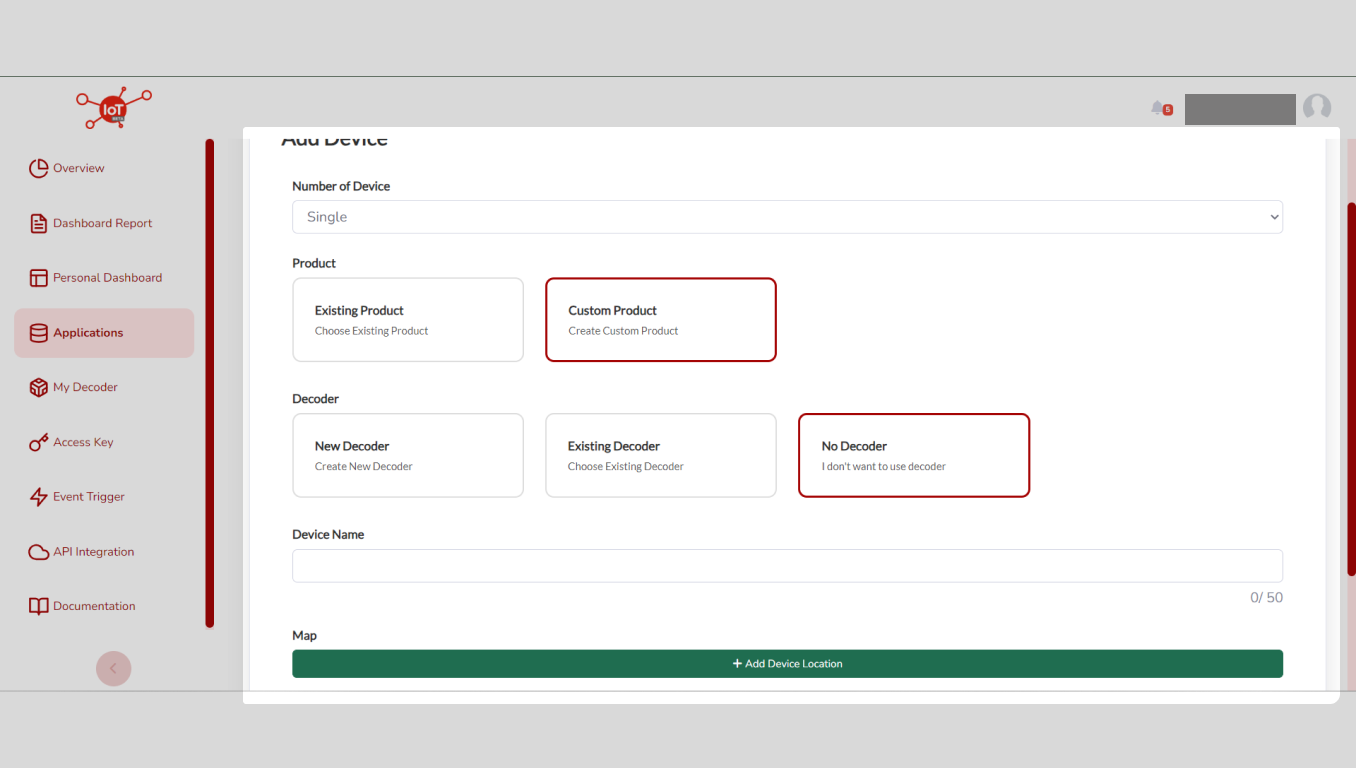 IoT
BETA
5
Overview
Dashboard Report
Personal Dashboard
Applications
My Decoder
Access Key
Event Trigger
API Integration
Documentation
Add Device
Number of Device
Single
Product
Existing Product
Choose Existing Product
Custom Product
Create Custom Product
Decoder
New Decoder
Create New Decoder
Existing Decoder
Choose Existing Decoder
No Decoder
I don't want to use decoder
Device Name
0/ 50
Map
+ Add Device Location